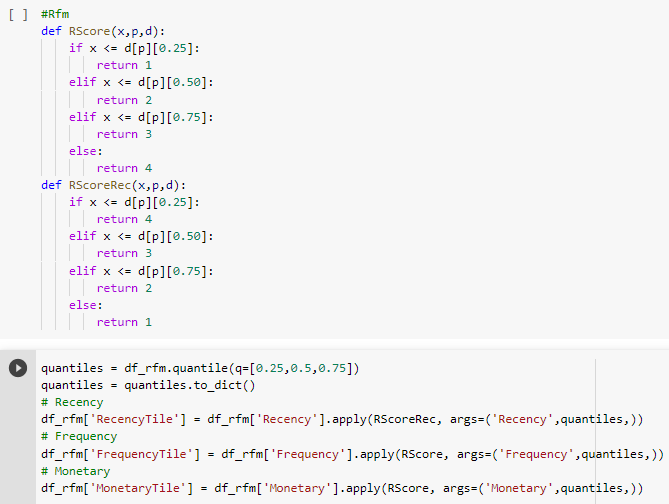 [ ] #Rfm
def RScore(x,p,d):
    if x <= d[p][0.25]:
        return 1
    elif x <= d[p][0.50]:
        return 2
    elif x <= d[p][0.75]:
        return 3
    else:
        return 4
def RScoreRec(x,p,d):
    if x <= d[p][0.25]:
        return 4
    elif x <= d[p][0.50]:
        return 3
    elif x <= d[p][0.75]:
        return 2
    else:
        return 1
quantiles = df_rfm.quantile(q=[0.25,0.5,0.75])
quantiles = quantiles.to_dict()
# Recency
df_rfm['RecencyTile'] = df_rfm['Recency'].apply(RScoreRec, args=('Recency',quantiles,))
# Frequency
df_rfm['FrequencyTile'] = df_rfm['Frequency'].apply(RScore, args=('Frequency',quantiles,))
# Monetary
df_rfm['MonetaryTile'] = df_rfm['Monetary'].apply(RScore, args=('Monetary',quantiles,))